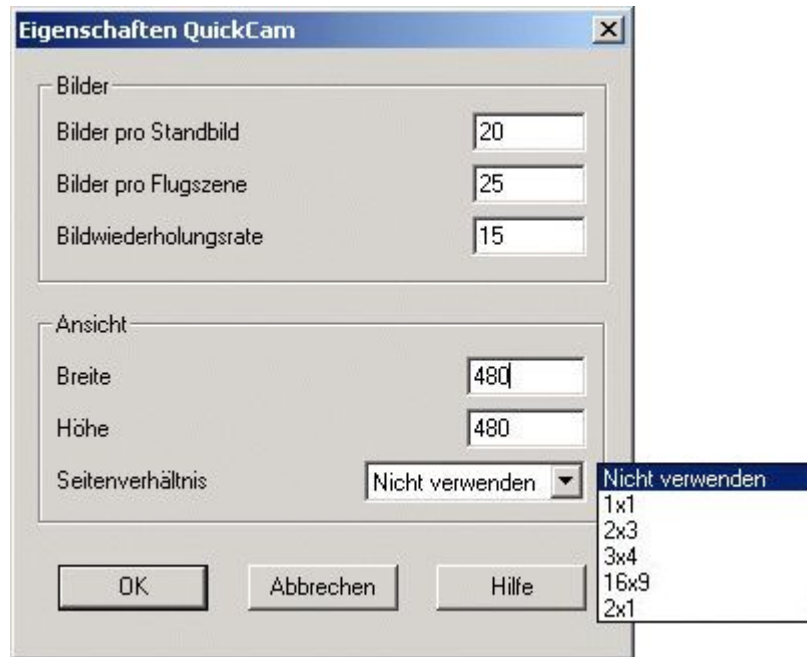 Eigenschaften QuickCam
Bilder
Bilder pro Standbild 20
Bilder pro Flugszene 25
Bildwiederholungsrate 15
Ansicht
Breite 480
Höhe 480
Seitenverhältnis Nicht verwenden
Nicht verwenden
1x1
2x3
3x4
16x9
2x1
OK Abbrechen Hilfe